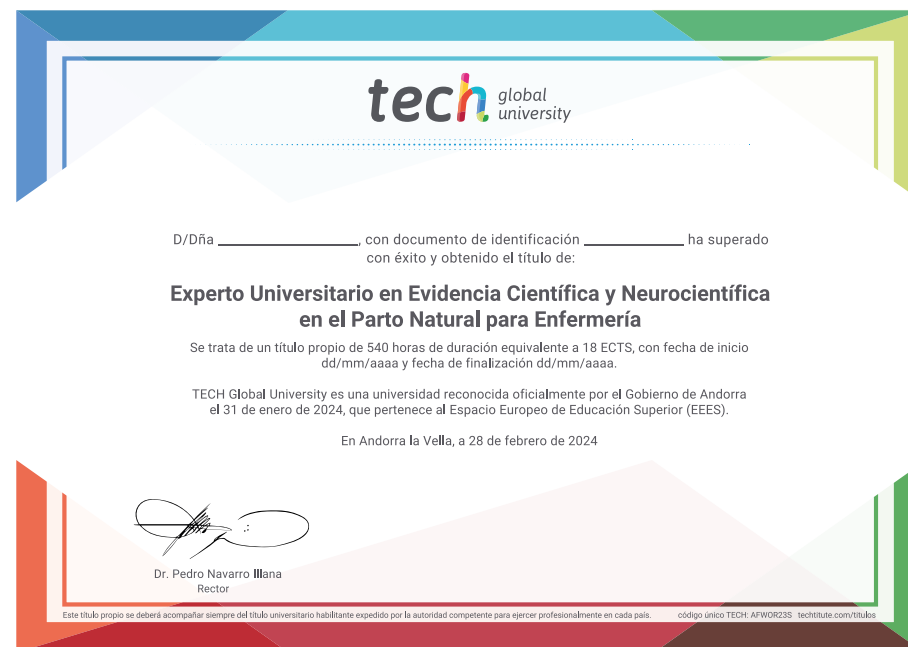 tech global university
D/Dña ____________________, con documento de identificación ______________ ha superado
con éxito y obtenido el título de:
Experto Universitario en Evidencia Científica y Neurocientífica
en el Parto Natural para Enfermería
Se trata de un título propio de 540 horas de duración equivalente a 18 ECTS, con fecha de inicio
dd/mm/aaaa y fecha de finalización dd/mm/aaaa.
TECH Global University es una universidad reconocida oficialmente por el Gobierno de Andorra
el 31 de enero de 2024, que pertenece al Espacio Europeo de Educación Superior (EEES).
En Andorra la Vella, a 28 de febrero de 2024
Dr. Pedro Navarro Illana
Rector
Este título propio se deberá acompañar siempre del título universitario habilitante expedido por la autoridad competente para ejercer profesionalmente en cada país. código único TECH: AFWOR23S techtitute.com/titulos